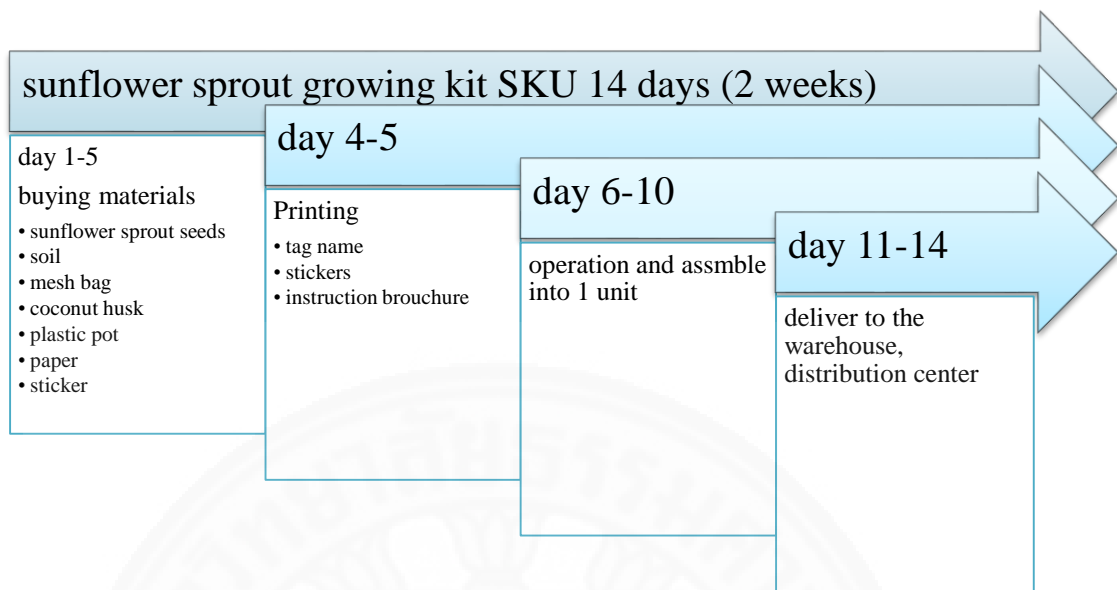 sunflower sprout growing kit SKU 14 days (2 weeks)
day 1-5
buying materials
• sunflower sprout seeds
• soil
• mesh bag
• coconut husk
• plastic pot
• paper
• sticker
day 4-5
Printing
• tag name
• stickers
• instruction brouchure
day 6-10
operation and assmble
into 1 unit
day 11-14
deliver to the
warehouse,
distribution center